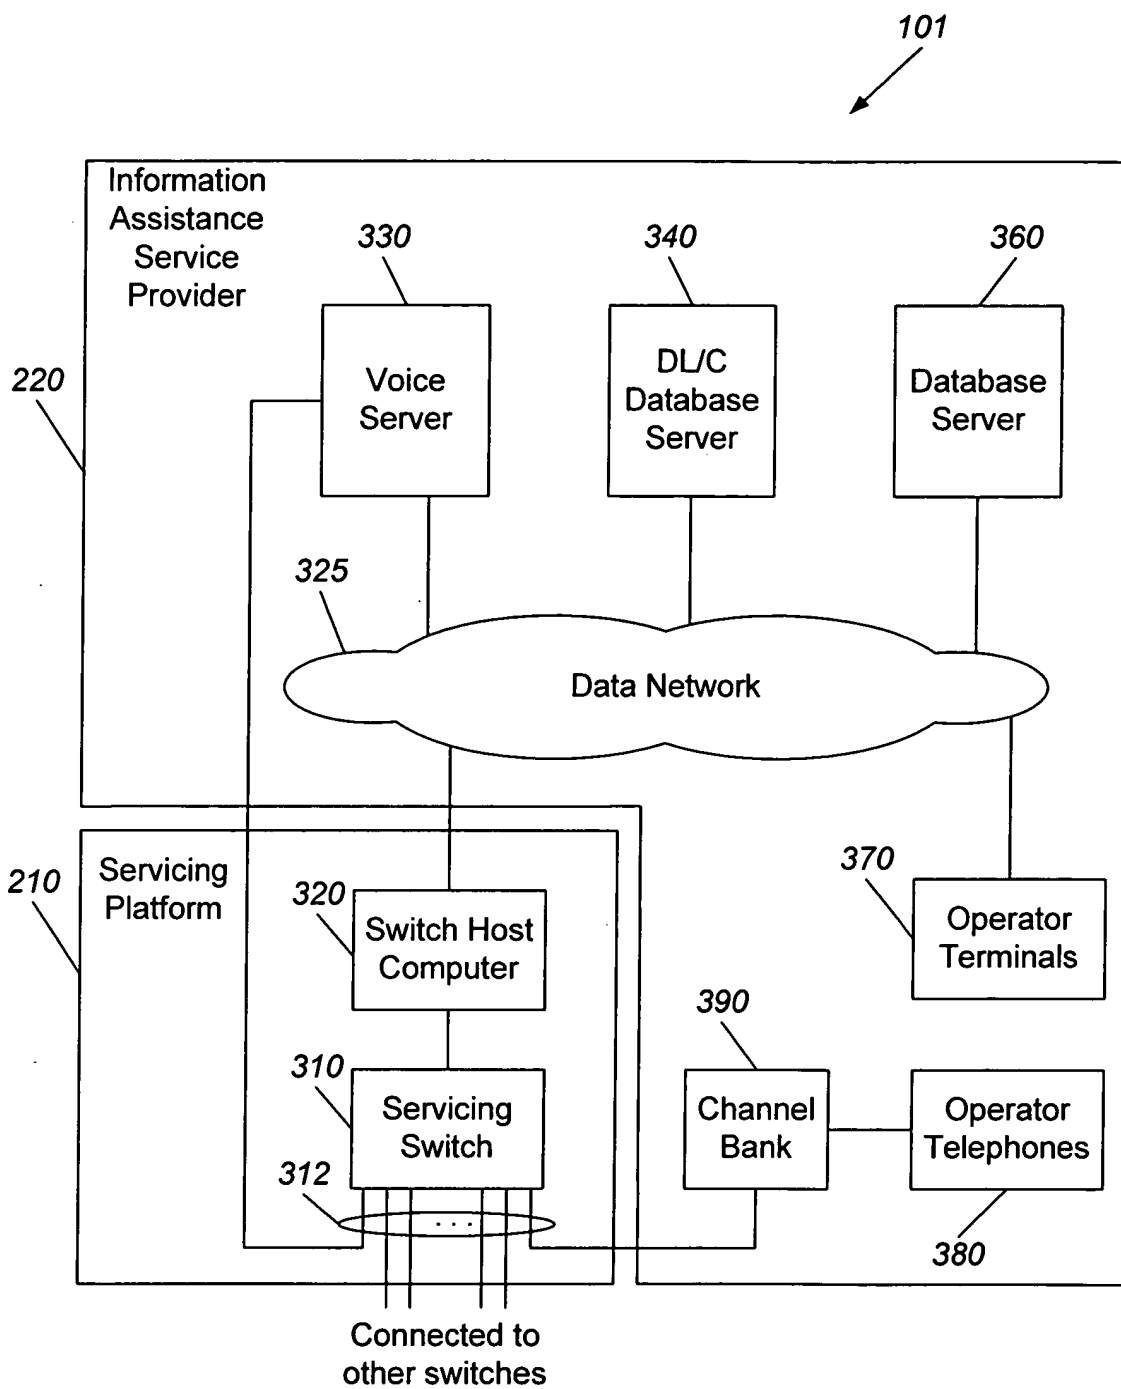 101
Information
Assistance
Service
Provider
330
340
360
Voice
Server
DL/C
Database
Server
Database
Server
220
325
Data Network
210
Servicing
Platform
320
Switch Host
Computer
370
Operator
Terminals
310
Servicing
Switch
390
Channel
Bank
Operator
Telephones
312
. . .
380
Connected to
other switches